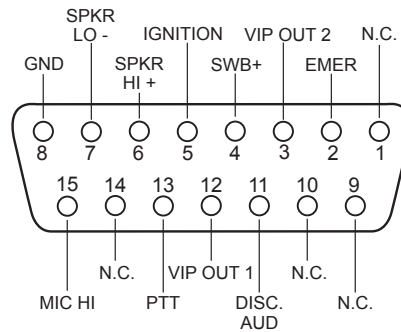 SPKR
LO -
IGNITION
VIP OUT 2
N.C.
GND
SPKR
HI +
SWB+
EMER
8 7 6 5 4 3 2 1
15 14 13 12 11 10 9
N.C.
VIP OUT 1
N.C.
MIC HI
PTT
DISC.
AUD
N.C.